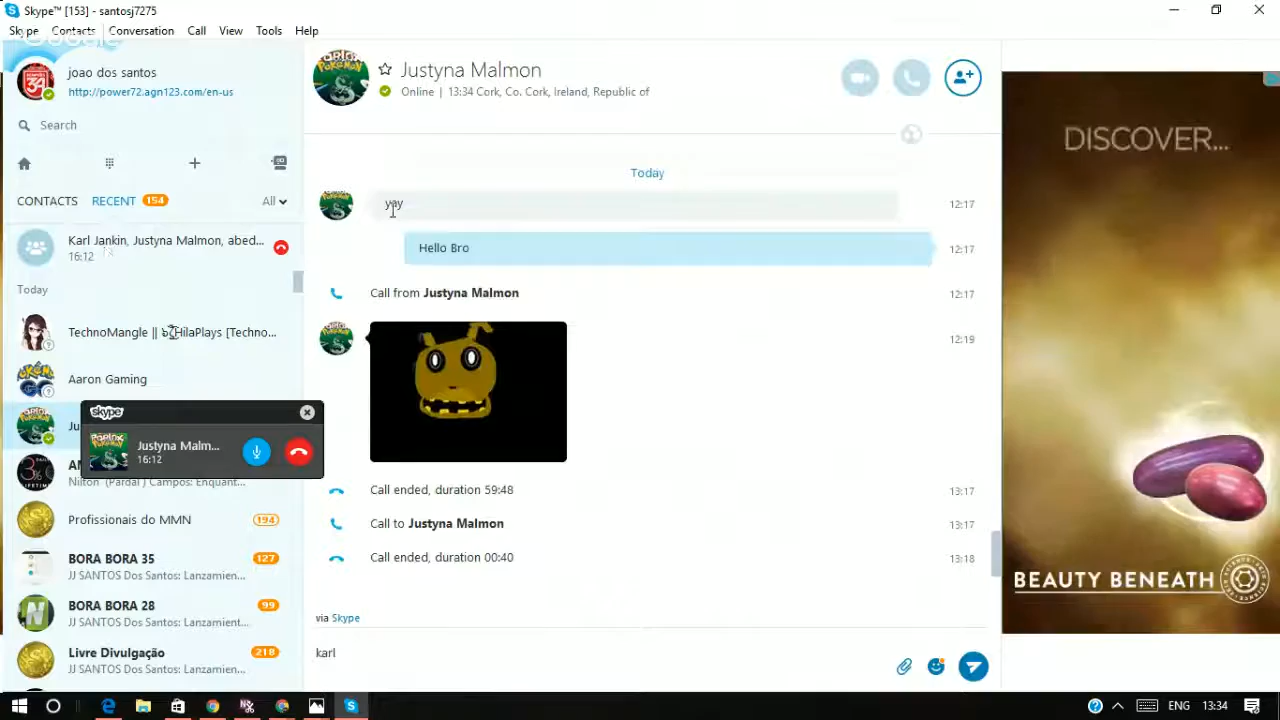 Skype™ [153] - santosj7275
Skype Contacts Conversation Call View Tools Help
Google
joao dos santos
http://power72.agn123.com/en-us
Search
CONTACTS RECENT 154 All
Karl Jankin, Justyna Malmon, abed...
16:12
Today
TechnoMangle || HilaPlays [Techno...
Aaron Gaming
Ju
skype
Justyna Malm...
16:12
Nilton (Pardal ) Campos: Enquant...
Profissionais do MMN 194
BORA BORA 35 127
JJ SANTOS Dos Santos: Lanzamien...
BORA BORA 28 99
JJ SANTOS Dos Santos: Lanzamient...
Livre Divulgação 218
JJ SANTOS Dos Santos: Lanzamien...
Justyna Malmon
Online | 13:34 Cork, Co. Cork, Ireland, Republic of
Today
yay 12:17
Hello Bro 12:17
Call from Justyna Malmon 12:17
12:19
Call ended, duration 59:48 13:17
Call to Justyna Malmon 13:17
Call ended, duration 00:40 13:18
via Skype
karl
DISCOVER...
BEAUTY BENEATH
ENG 13:34